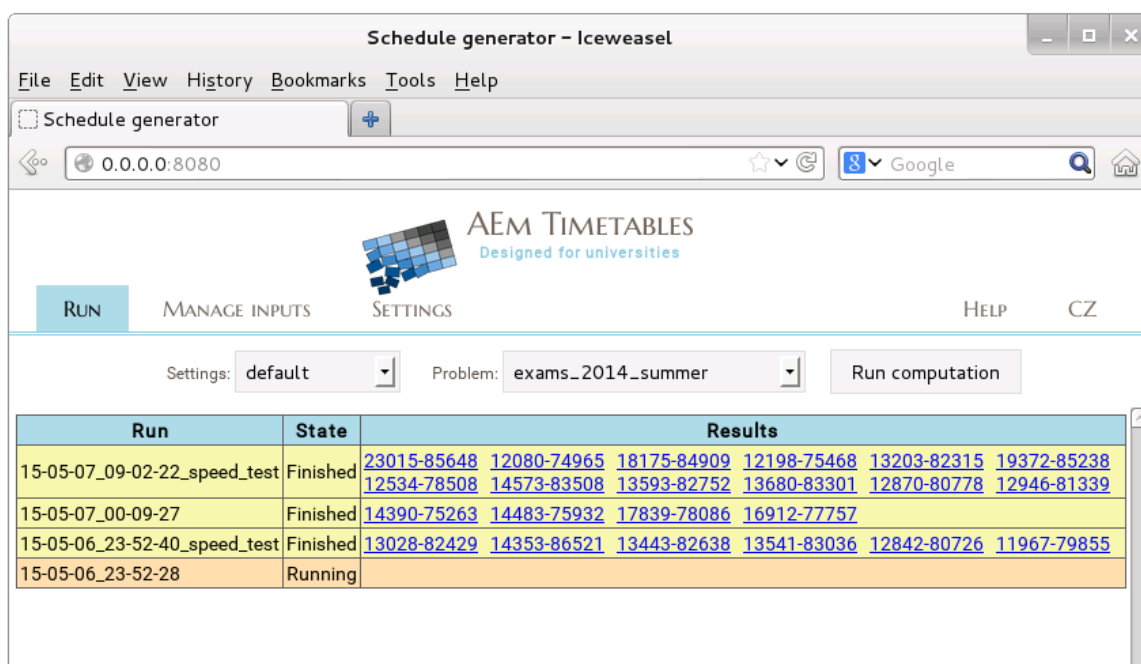 Schedule generator – Iceweasel
File Edit View History Bookmarks Tools Help
Schedule generator
0.0.0.0:8080 8 Google
AEm Timetables
Designed for universities
Run Manage inputs Settings Help CZ
Settings: default Problem: exams_2014_summer Run computation
Run State Results
15-05-07_09-02-22_speed_test Finished 23015-85648 12080-74965 18175-84909 12198-75468 13203-82315 19372-85238
12534-78508 14573-83508 13593-82752 13680-83301 12870-80778 12946-81339
15-05-07_00-09-27 Finished 14390-75263 14483-75932 17839-78086 16912-77757
15-05-06_23-52-40_speed_test Finished 13028-82429 14353-86521 13443-82638 13541-83036 12842-80726 11967-79855
15-05-06_23-52-28 Running